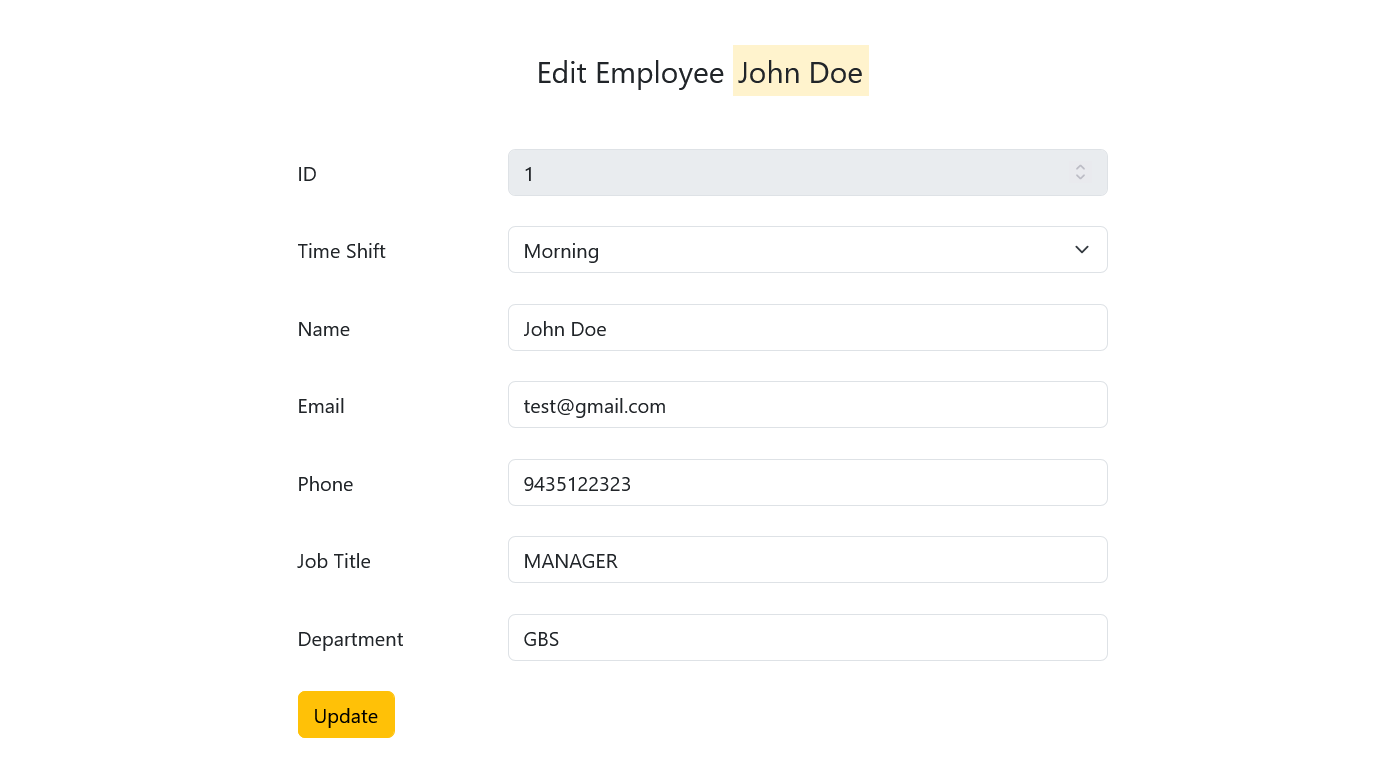 Edit Employee John Doe
ID 1
Time Shift Morning
Name John Doe
Email test@gmail.com
Phone 9435122323
Job Title MANAGER
Department GBS
Update